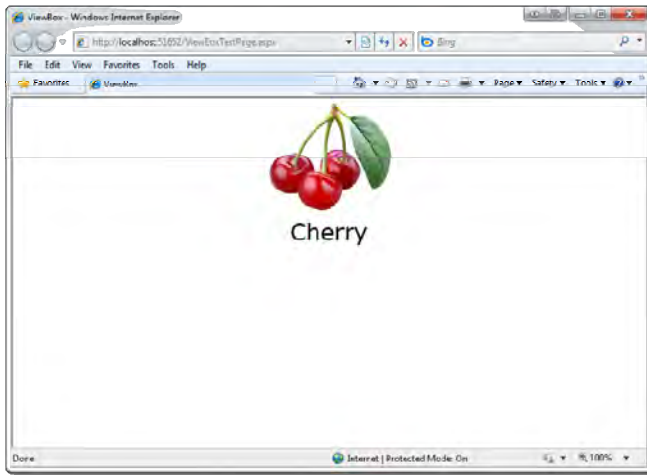 ViewBox - Windows Internet Explorer
http://localhost:51652/ViewBoxTestPage.aspx
Bing
File Edit View Favorites Tools Help
Favorites ViewBox Page Safety Tools
Cherry
Done Internet | Protected Mode: On 100%